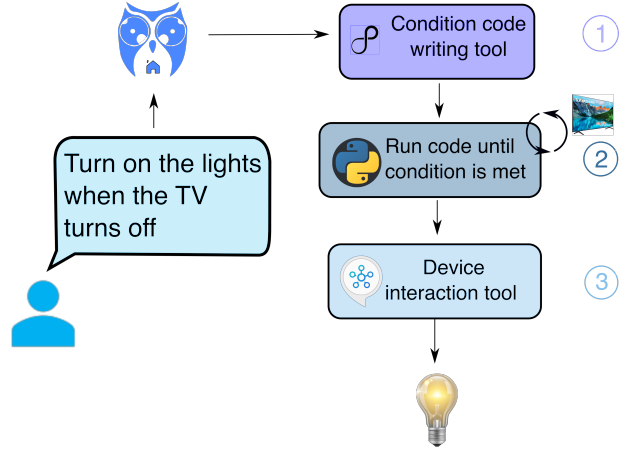 Condition code
writing tool
1
Turn on the lights
when the TV
turns off
Run code until
condition is met
2
Device
interaction tool
3